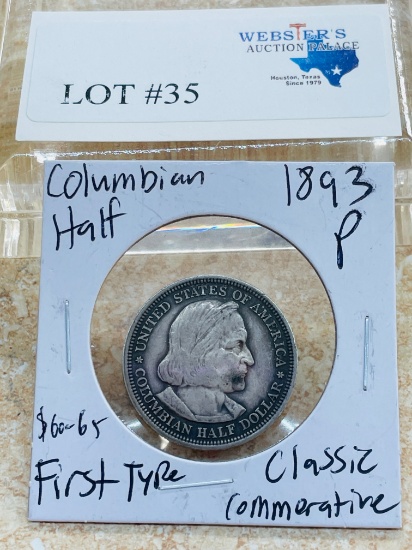 WEBSTER'S
AUCTION PALACE
Houston, Texas
Since 1979
LOT #35
Columbian
Half
1893
P
UNITED STATES OF AMERICA
COLUMBIAN HALF DOLLAR
$60-65
First Type
Classic
Commorative